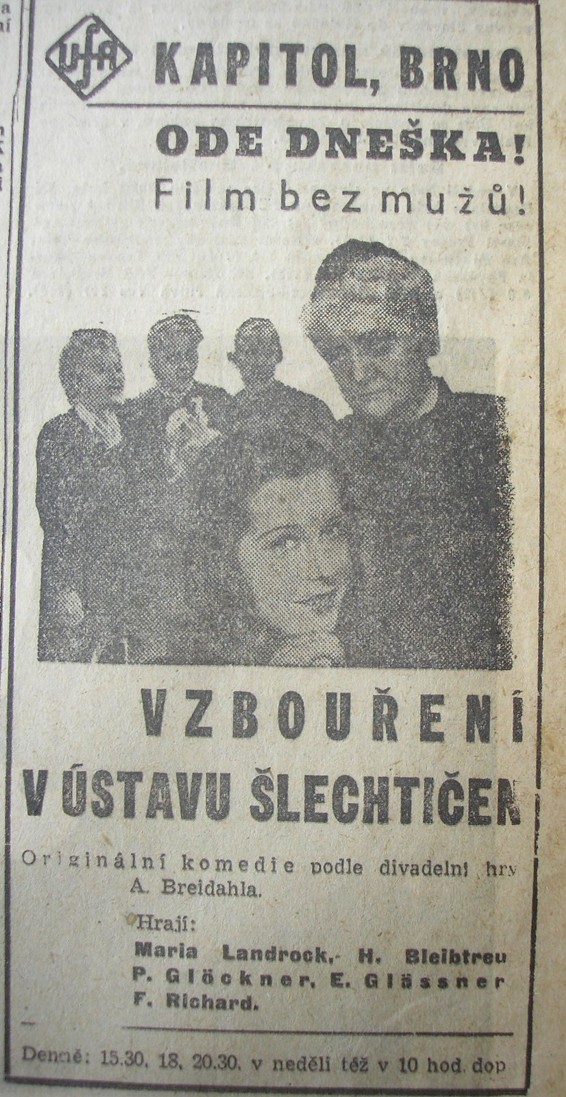 UFA
KAPITOL, BRNO
ODE DNEŠKA!
Film bez mužů!
VZBOUŘENÍ
V ÚSTAVU ŠLECHTIČEN
Originální komedie podle divadelní hry
A. Breidahla.
Hrají:
Maria Landrock,- H. Bleibtreu
P. Glöckner, E. Glässner
F. Richard.
Denně: 15.30, 18, 20.30, v neděli též v 10 hod. dop